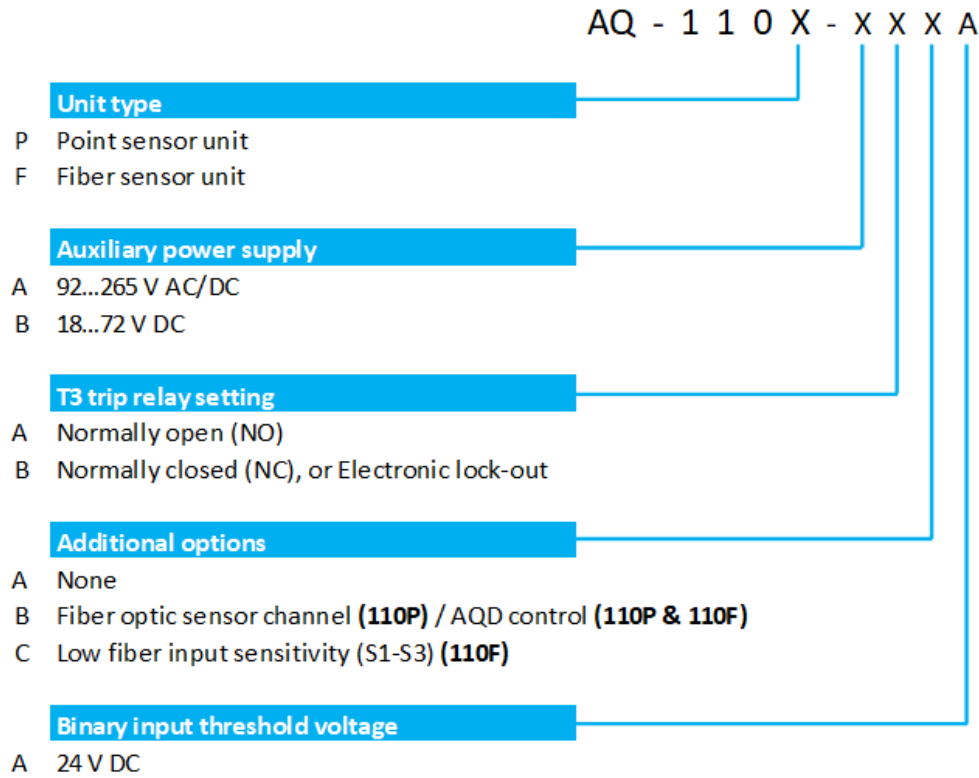 AQ - 1 1 0 X - X X X A
Unit type
P Point sensor unit
F Fiber sensor unit
Auxiliary power supply
A 92...265 V AC/DC
B 18...72 V DC
T3 trip relay setting
A Normally open (NO)
B Normally closed (NC), or Electronic lock-out
Additional options
A None
B Fiber optic sensor channel (110P) / AQD control (110P & 110F)
C Low fiber input sensitivity (S1-S3) (110F)
Binary input threshold voltage
A 24 V DC